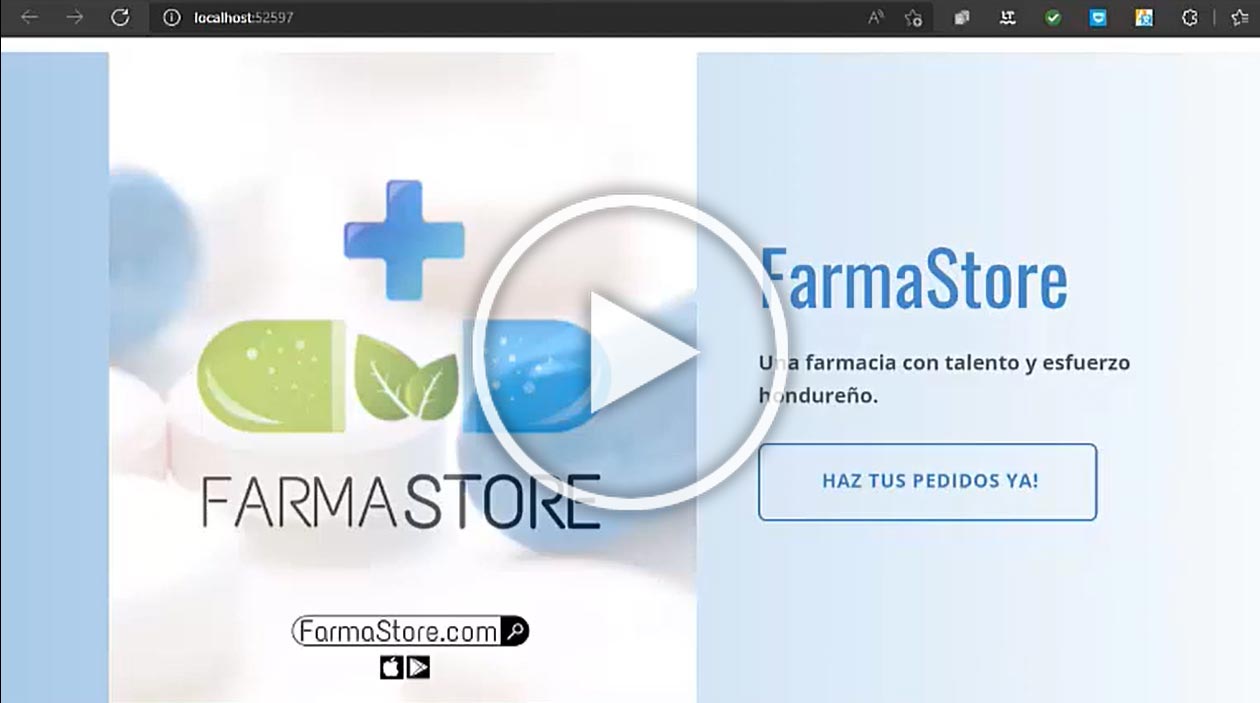 localhost:52597
FARMASTORE
FarmaStore.com
FarmaStore
Una farmacia con talento y esfuerzo
hondureño.
HAZ TUS PEDIDOS YA!